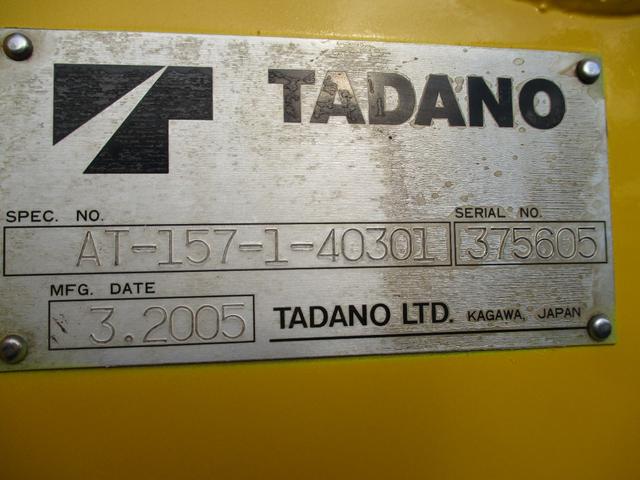 TADANO
SPEC. NO.
SERIAL NO.
AT-157-1-40301
375605
MFG. DATE
3.2005
TADANO LTD. KAGAWA, JAPAN